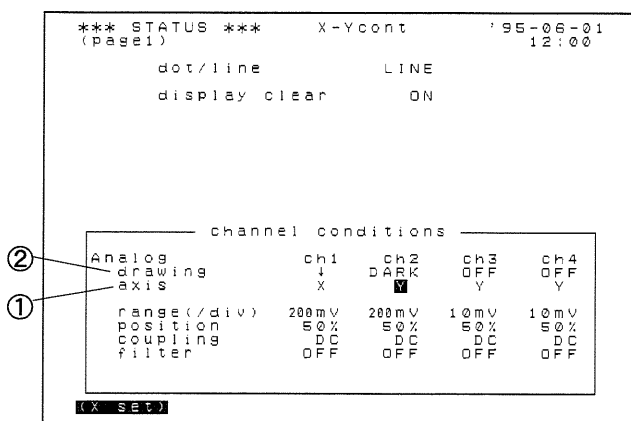 *** STATUS *** X-Ycont '95-06-01
(page1) 12:00
dot/line LINE
display clear ON
channel conditions
② Analog ch1 ch2 ch3 ch4
drawing ↓ DARK OFF OFF
① axis X Y Y Y
range(/div) 200mV 200mV 10mV 10mV
position 50% 50% 50% 50%
coupling DC DC DC DC
filter OFF OFF OFF OFF
(X set)